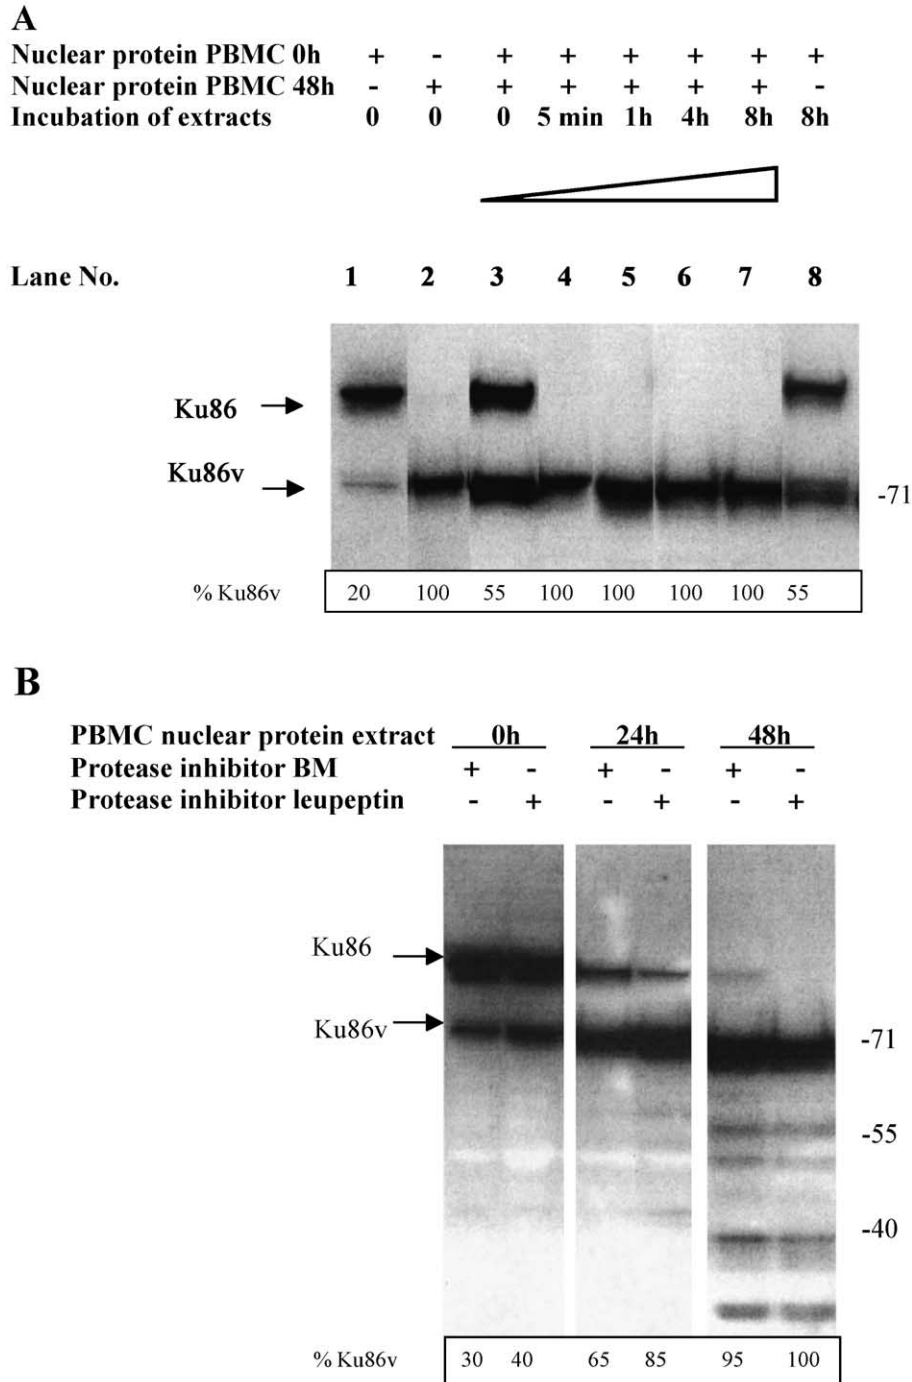 A
Nuclear protein PBMC 0h + - + + + + + +
Nuclear protein PBMC 48h - + + + + + + -
Incubation of extracts 0 0 0 5 min 1h 4h 8h 8h
Lane No. 1 2 3 4 5 6 7 8
Ku86
Ku86v
-71
% Ku86v 20 100 55 100 100 100 100 55
B
PBMC nuclear protein extract 0h 24h 48h
Protease inhibitor BM + - + - + -
Protease inhibitor leupeptin - + - + - +
Ku86
Ku86v
-71
-55
-40
% Ku86v 30 40 65 85 95 100